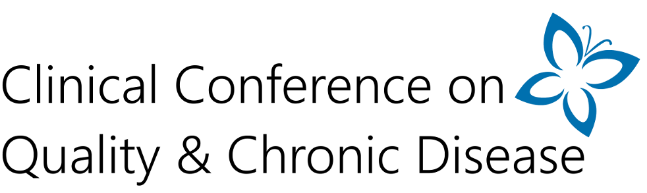 Clinical Conference on
Quality & Chronic Disease